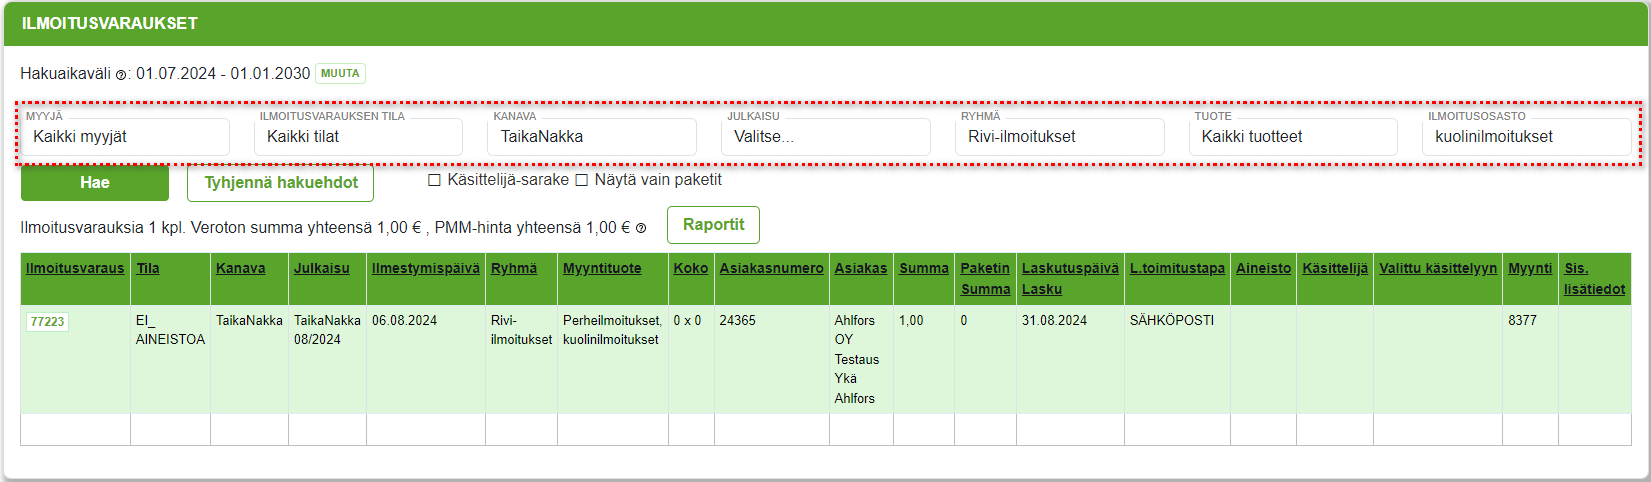 ILMOITUSVARAUKSET
Hakuaikaväli : 01.07.2024 - 01.01.2030 MUUTA
MYYJÄ ILMOITUSVARAUKSEN TILA KANAVA JULKAISU RYHMÄ TUOTE ILMOITUSOSASTO
Kaikki myyjät Kaikki tilat TaikaNakka Valitse... Rivi-ilmoitukset Kaikki tuotteet kuolinilmoitukset
Hae Tyhjennä hakuehdot Käsittelijä-sarake Näytä vain paketit
Ilmoitusvarauksia 1 kpl. Veroton summa yhteensä 1,00 € , PMM-hinta yhteensä 1,00 € Raportit
Ilmoitusvaraus Tila Kanava Julkaisu Ilmestymispäivä Ryhmä Myyntituote Koko Asiakasnumero Asiakas Summa Paketin Laskutuspäivä L.toimitustapa Aineisto Käsittelijä Valittu käsittelyyn Myynti Sis.
Summa Lasku lisätiedot
77223 EI_ TaikaNakka TaikaNakka 06.08.2024 Rivi- Perheilmoitukset, 0 x 0 24365 Ahlfors 1,00 0 31.08.2024 SÄHKÖPOSTI 8377
AINEISTOA 08/2024 ilmoitukset kuolinilmoitukset OY
Testaus
Ykä
Ahlfors